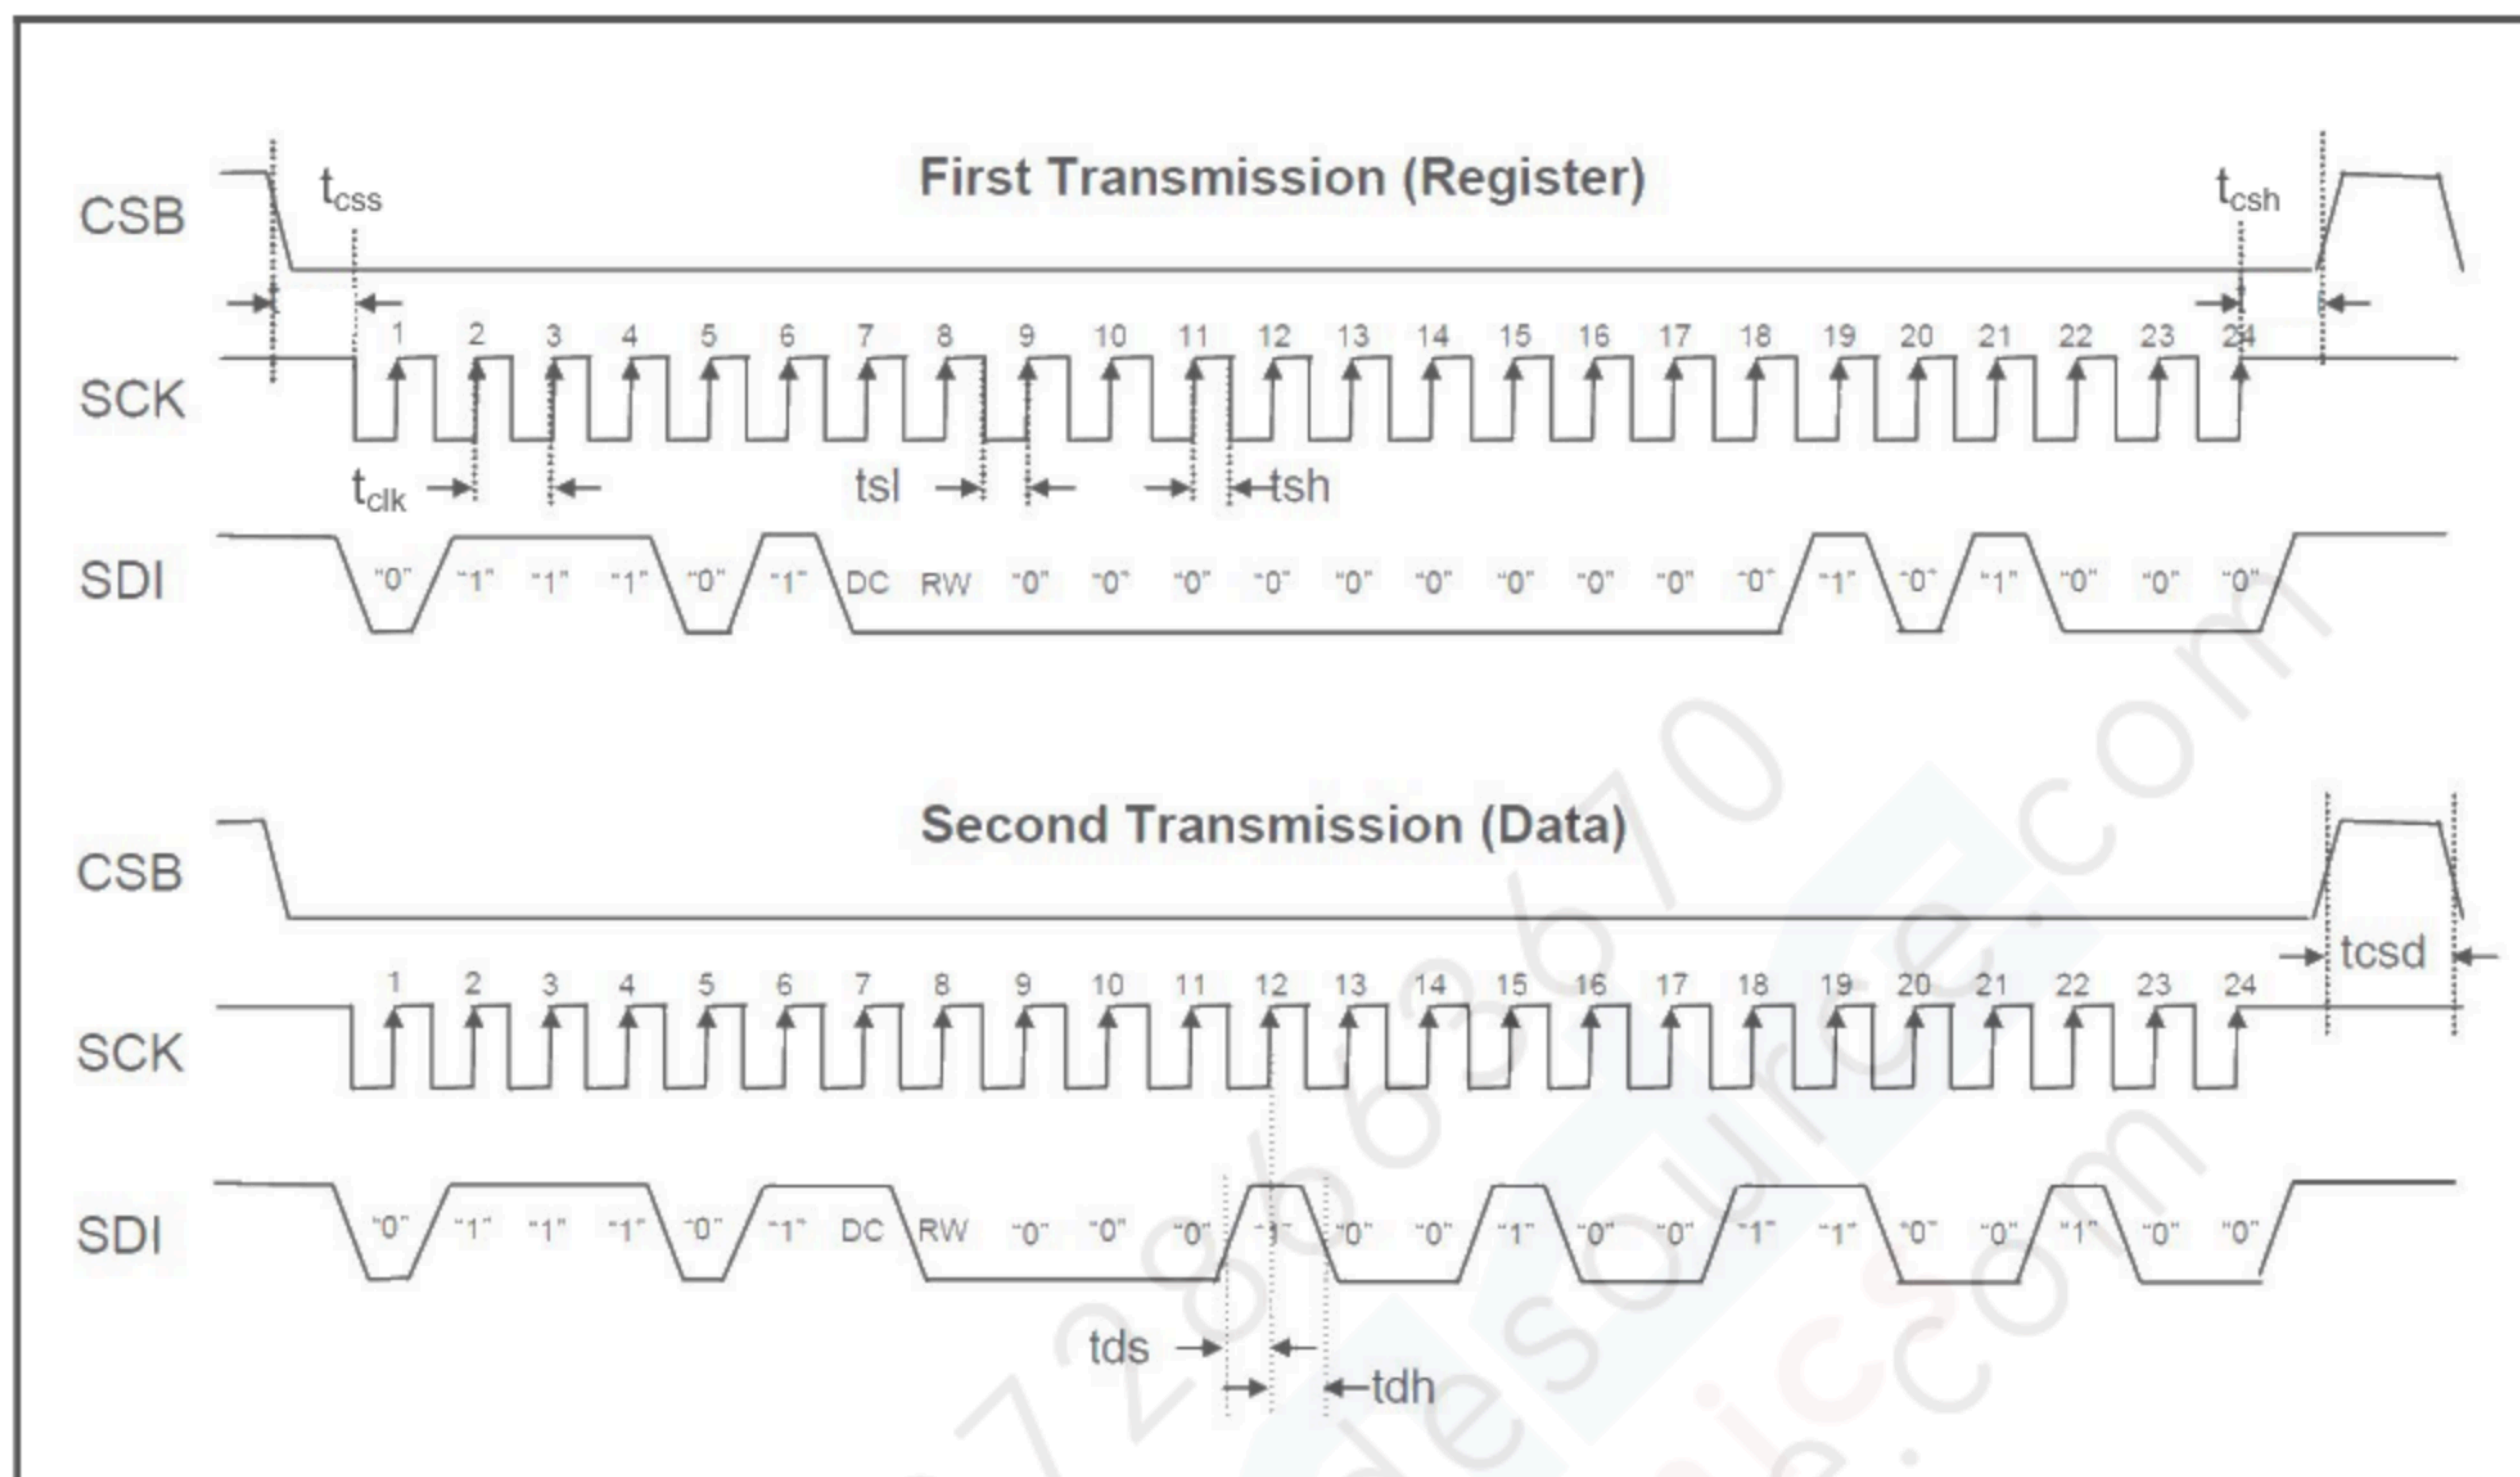 First Transmission (Register)
CSB
tcss
tcsh
1 2 3 4 5 6 7 8 9 10 11 12 13 14 15 16 17 18 19 20 21 22 23 24
SCK
tclk
tsl
tsh
SDI
"0" "1" "1" "1" "0" "1" DC RW "0" "0" "0" "0" "0" "0" "0" "0" "0" "0" "1" "0" "1" "0" "0" "0"
Second Transmission (Data)
CSB
tcsd
1 2 3 4 5 6 7 8 9 10 11 12 13 14 15 16 17 18 19 20 21 22 23 24
SCK
SDI
"0" "1" "1" "1" "0" "1" DC RW "0" "0" "0" "1" "0" "0" "1" "0" "0" "1" "1" "0" "0" "1" "0" "0"
tds
tdh